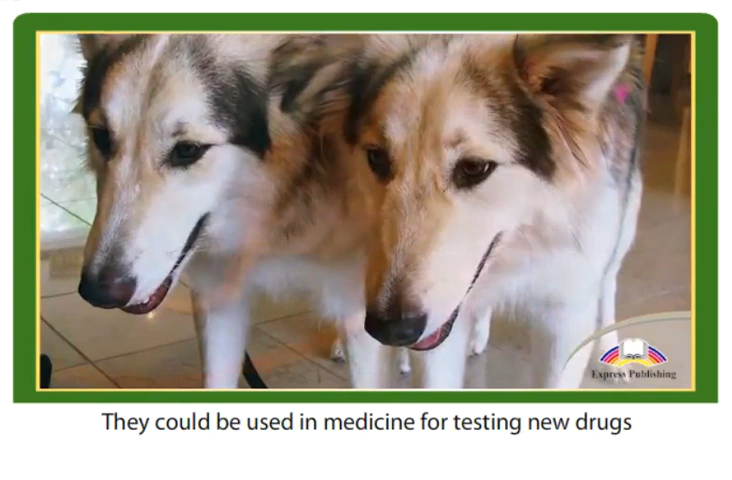 Express Publishing
They could be used in medicine for testing new drugs